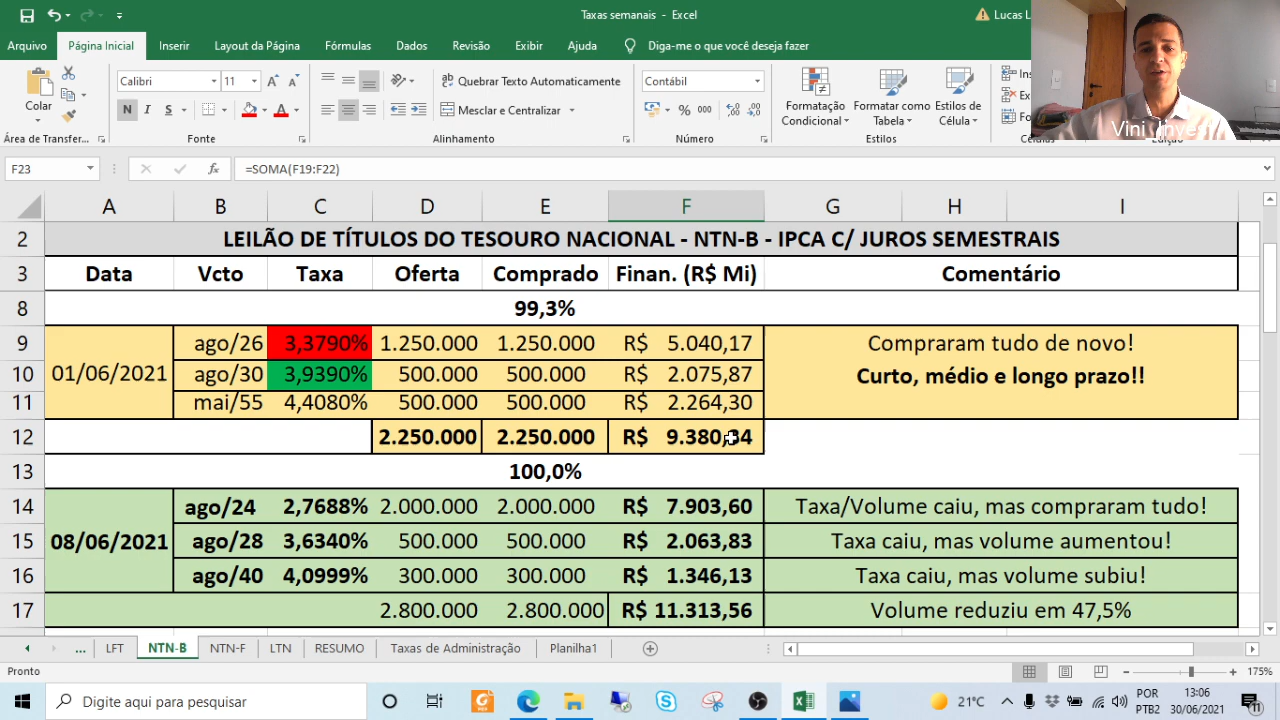 Taxas semanais - Excel
Lucas L
Arquivo Página Inicial Inserir Layout da Página Fórmulas Dados Revisão Exibir Ajuda Diga-me o que você deseja fazer
Calibri 11 Quebrar Texto Automaticamente Contábil
Colar N I S Mesclar e Centralizar % 000 Formatação Condicional Formatar como Tabela Estilos de Célula
Vini
Área de Transfer... Fonte Alinhamento Número Estilos Células Edição
F23 fx =SOMA(F19:F22)
A B C D E F G H I
2 LEILÃO DE TÍTULOS DO TESOURO NACIONAL - NTN-B - IPCA C/ JUROS SEMESTRAIS
3 Data Vcto Taxa Oferta Comprado Finan. (R$ Mi) Comentário
8 99,3%
9 ago/26 3,3790% 1.250.000 1.250.000 R$ 5.040,17 Compraram tudo de novo!
10 01/06/2021 ago/30 3,9390% 500.000 500.000 R$ 2.075,87 Curto, médio e longo prazo!!
11 mai/55 4,4080% 500.000 500.000 R$ 2.264,30
12 2.250.000 2.250.000 R$ 9.380,34
13 100,0%
14 ago/24 2,7688% 2.000.000 2.000.000 R$ 7.903,60 Taxa/Volume caiu, mas compraram tudo!
15 08/06/2021 ago/28 3,6340% 500.000 500.000 R$ 2.063,83 Taxa caiu, mas volume aumentou!
16 ago/40 4,0999% 300.000 300.000 R$ 1.346,13 Taxa caiu, mas volume subiu!
17 2.800.000 2.800.000 R$ 11.313,56 Volume reduziu em 47,5%
... LFT NTN-B NTN-F LTN RESUMO Taxas de Administração Planilha1
Pronto 175%
Digite aqui para pesquisar 21°C POR 13:06
PTB2 30/06/2021 11